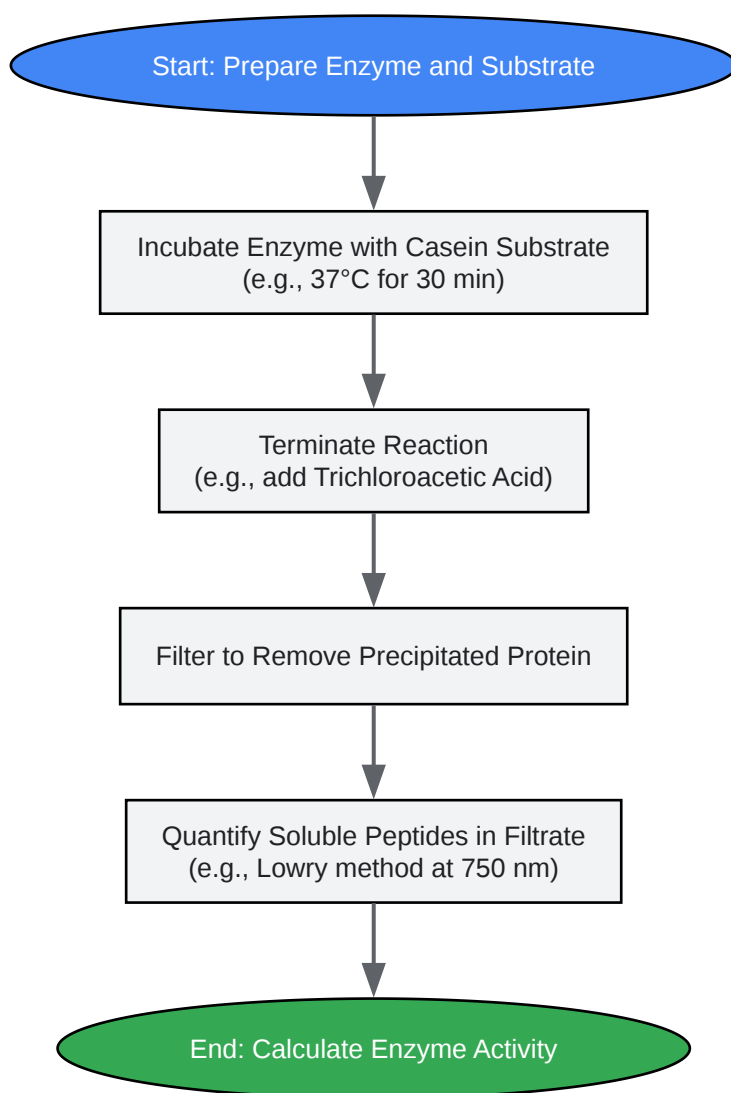 Start: Prepare Enzyme and Substrate
Incubate Enzyme with Casein Substrate
(e.g., 37°C for 30 min)
Terminate Reaction
(e.g., add Trichloroacetic Acid)
Filter to Remove Precipitated Protein
Quantify Soluble Peptides in Filtrate
(e.g., Lowry method at 750 nm)
End: Calculate Enzyme Activity